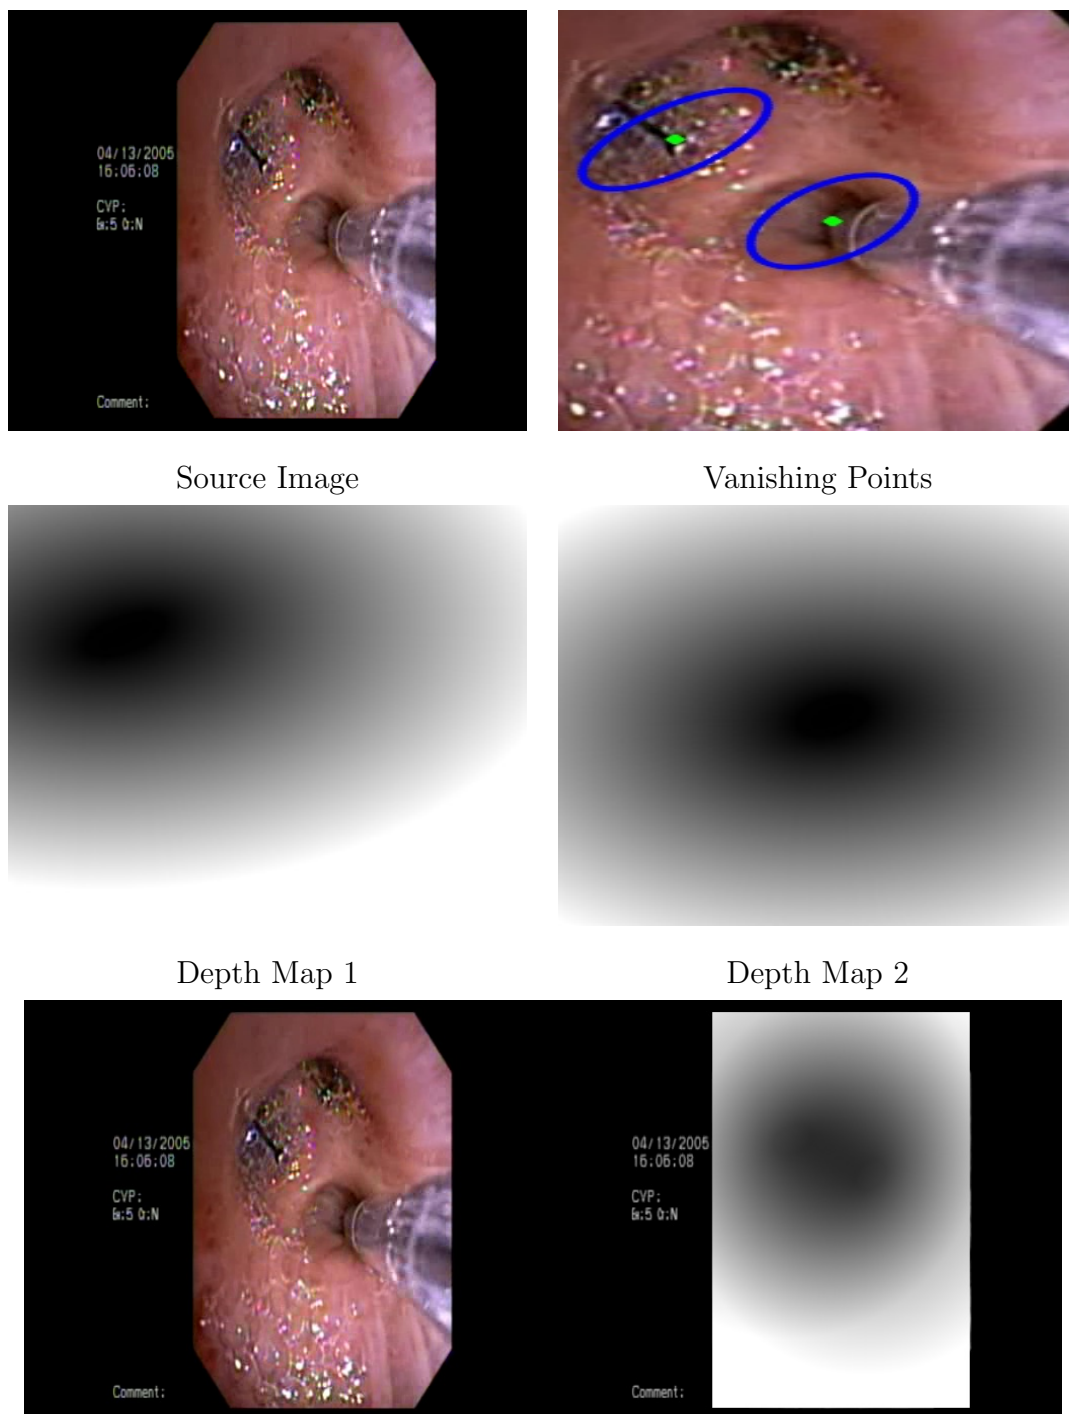 04/13/2005
16:06:08
CVP:
Comment:
Source Image
Vanishing Points
Depth Map 1
Depth Map 2
04/13/2005
16:06:08
CVP:
Comment:
04/13/2005
16:06:08
CVP:
Comment: